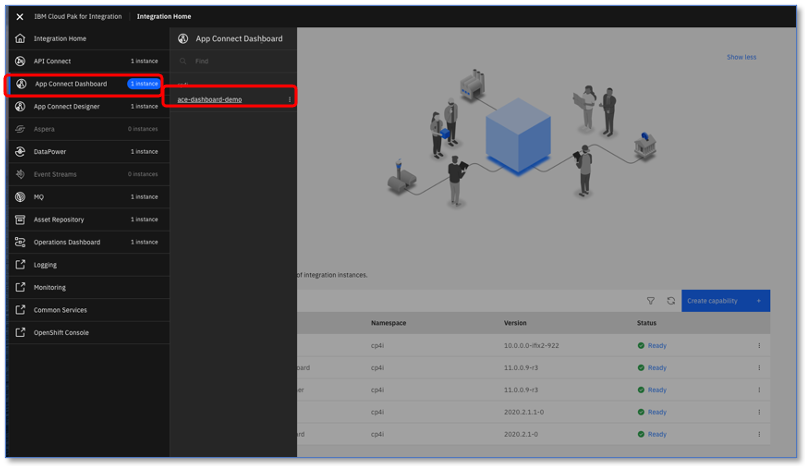 IBM Cloud Pak for Integration Integration Home
Integration Home
API Connect 1 instance
App Connect Dashboard 1 instance
App Connect Designer 1 instance
Aspera 0 instances
DataPower 1 instance
Event Streams 0 instances
MQ 1 instance
Asset Repository 1 instance
Operations Dashboard 1 instance
Logging
Monitoring
Common Services
OpenShift Console
App Connect Dashboard
Find
ace-dashboard-demo
Show less
of integration instances.
Create capability +
Namespace Version Status
cp4i 10.0.0.0-ifix2-922 Ready
board cp4i 11.0.0.9-r3 Ready
ner cp4i 11.0.0.9-r3 Ready
cp4i 2020.2.1.1-0 Ready
ard cp4i 2020.2.1-0 Ready